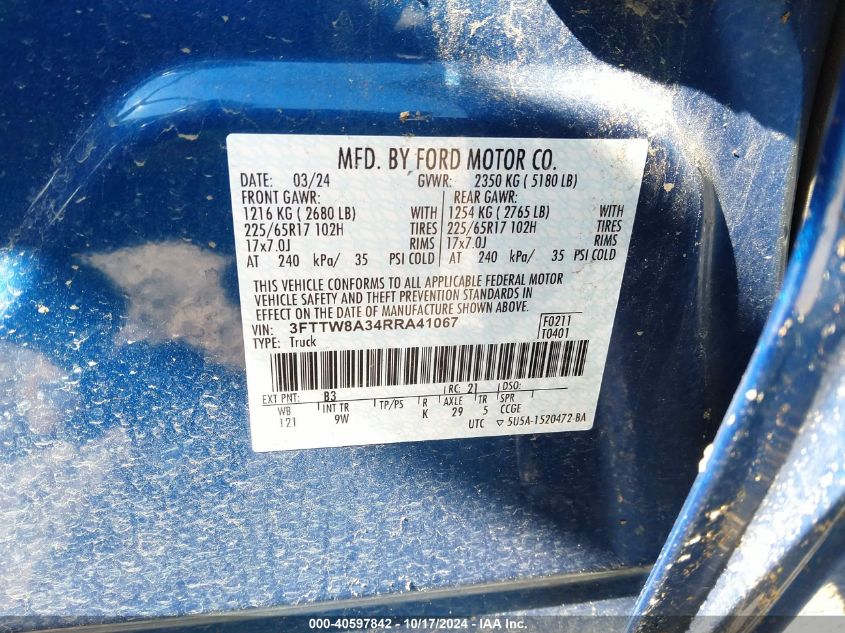 MFD. BY FORD MOTOR CO.
DATE: 03/24 GVWR: 2350 KG ( 5180 LB)
FRONT GAWR: REAR GAWR:
1216 KG ( 2680 LB) WITH 1254 KG ( 2765 LB) WITH
225/65R17 102H TIRES 225/65R17 102H TIRES
17x7.0J RIMS 17x7.0J RIMS
AT 240 kPa/ 35 PSI COLD AT 240 kPa/ 35 PSI COLD
THIS VEHICLE CONFORMS TO ALL APPLICABLE FEDERAL MOTOR
VEHICLE SAFETY AND THEFT PREVENTION STANDARDS IN
EFFECT ON THE DATE OF MANUFACTURE SHOWN ABOVE.
VIN: 3FTTW8A34RRA41067 F0211
TYPE: Truck T0401
EXT PNT: B3 RC: 21 DSO:
WB INT TR TP/PS R AXLE TR SPR
121 9W K 29 5 CCGE
UTC ▽ 5U5A-1520472-BA
000-40597842 - 10/17/2024 - IAA Inc.